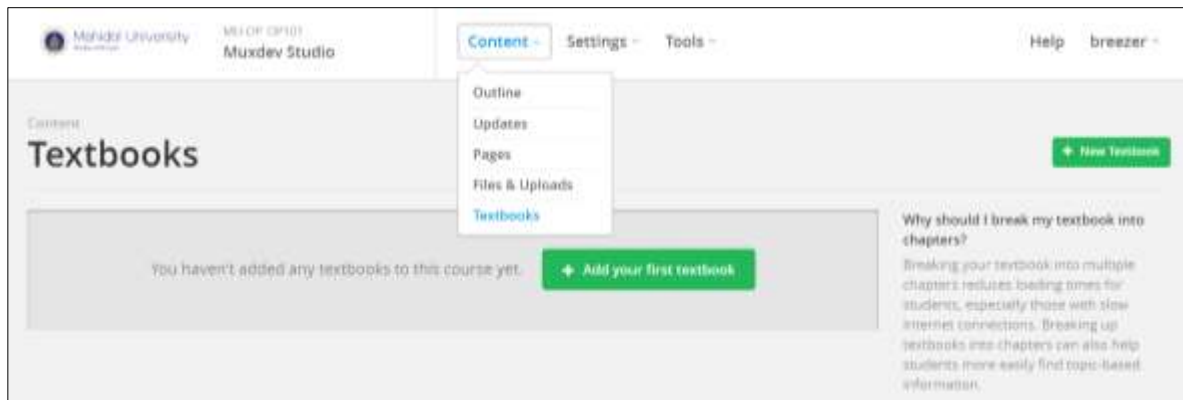 Mahidol University
Muxdev Studio
Content
Settings
Tools
Help
breezer
Outline
Updates
Pages
Files & Uploads
Textbooks
Content
Textbooks
+ New Textbook
You haven't added any textbooks to this course yet.
+ Add your first textbook
Why should I break my textbook into
chapters?
Breaking your textbook into multiple
chapters reduces loading times for
students, especially those with slow
internet connections. Breaking up
textbooks into chapters can also help
students more easily find topic-based
information.